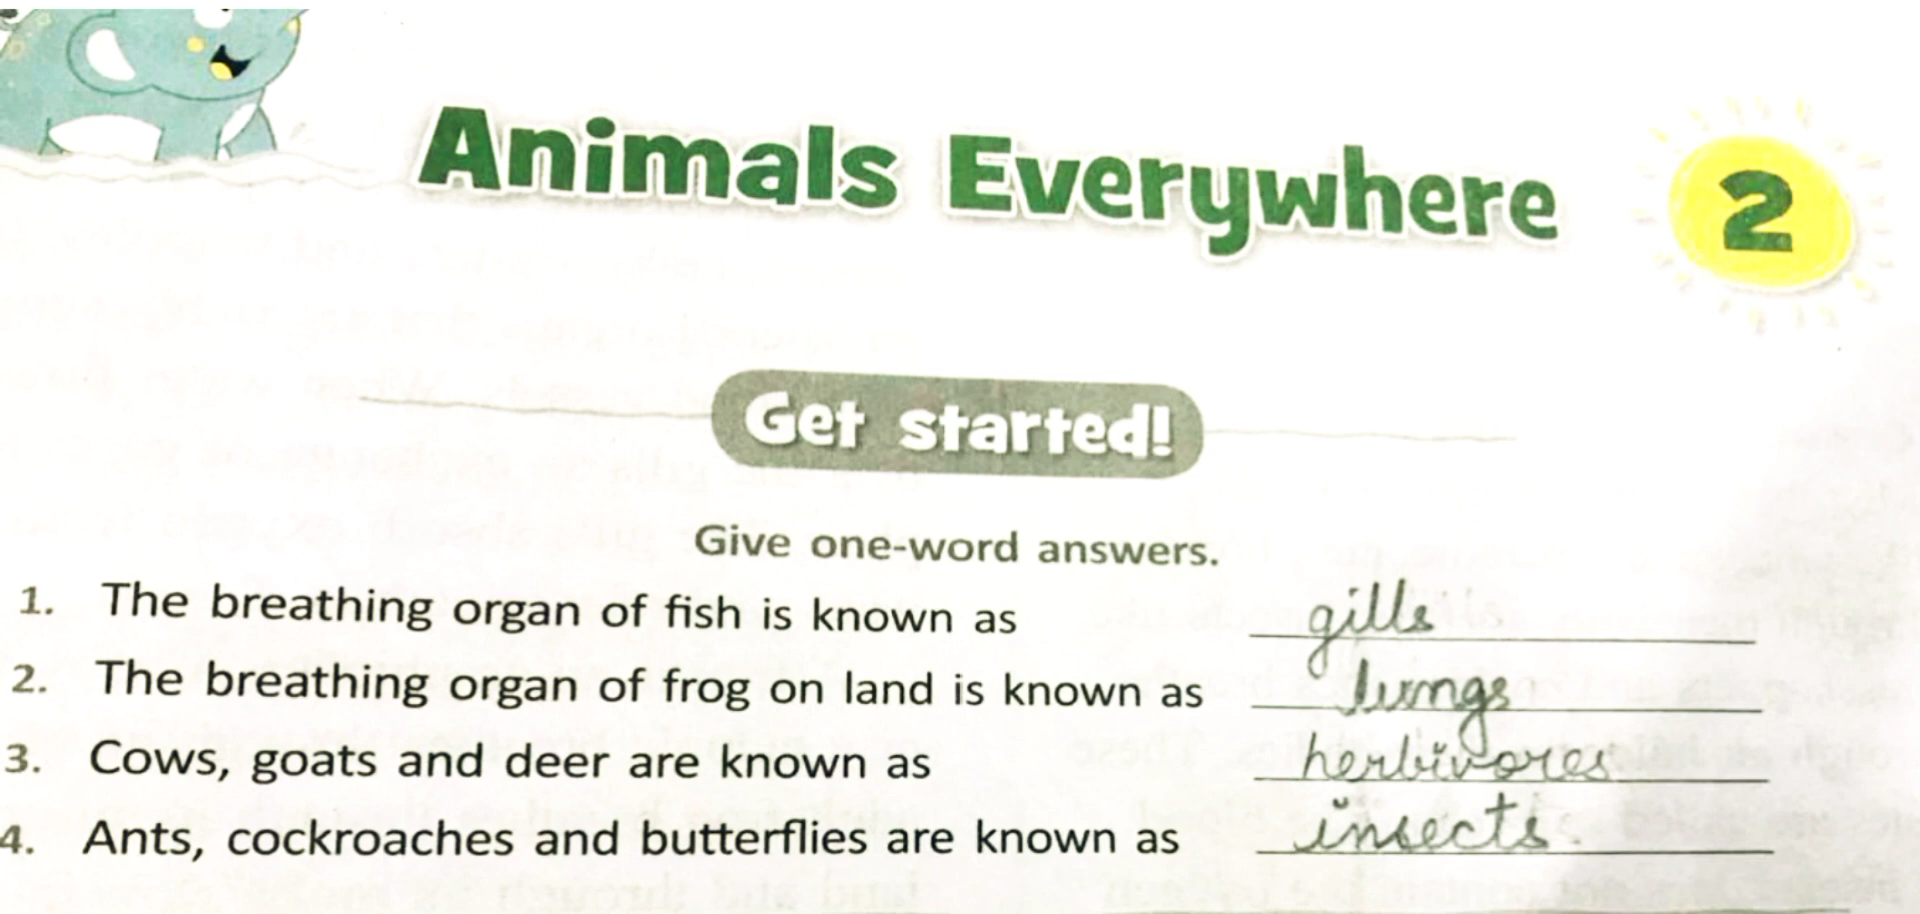 Animals Everywhere 2
Get started!
Give one-word answers.
1. The breathing organ of fish is known as gills
2. The breathing organ of frog on land is known as lungs
3. Cows, goats and deer are known as herbivores
4. Ants, cockroaches and butterflies are known as insects.